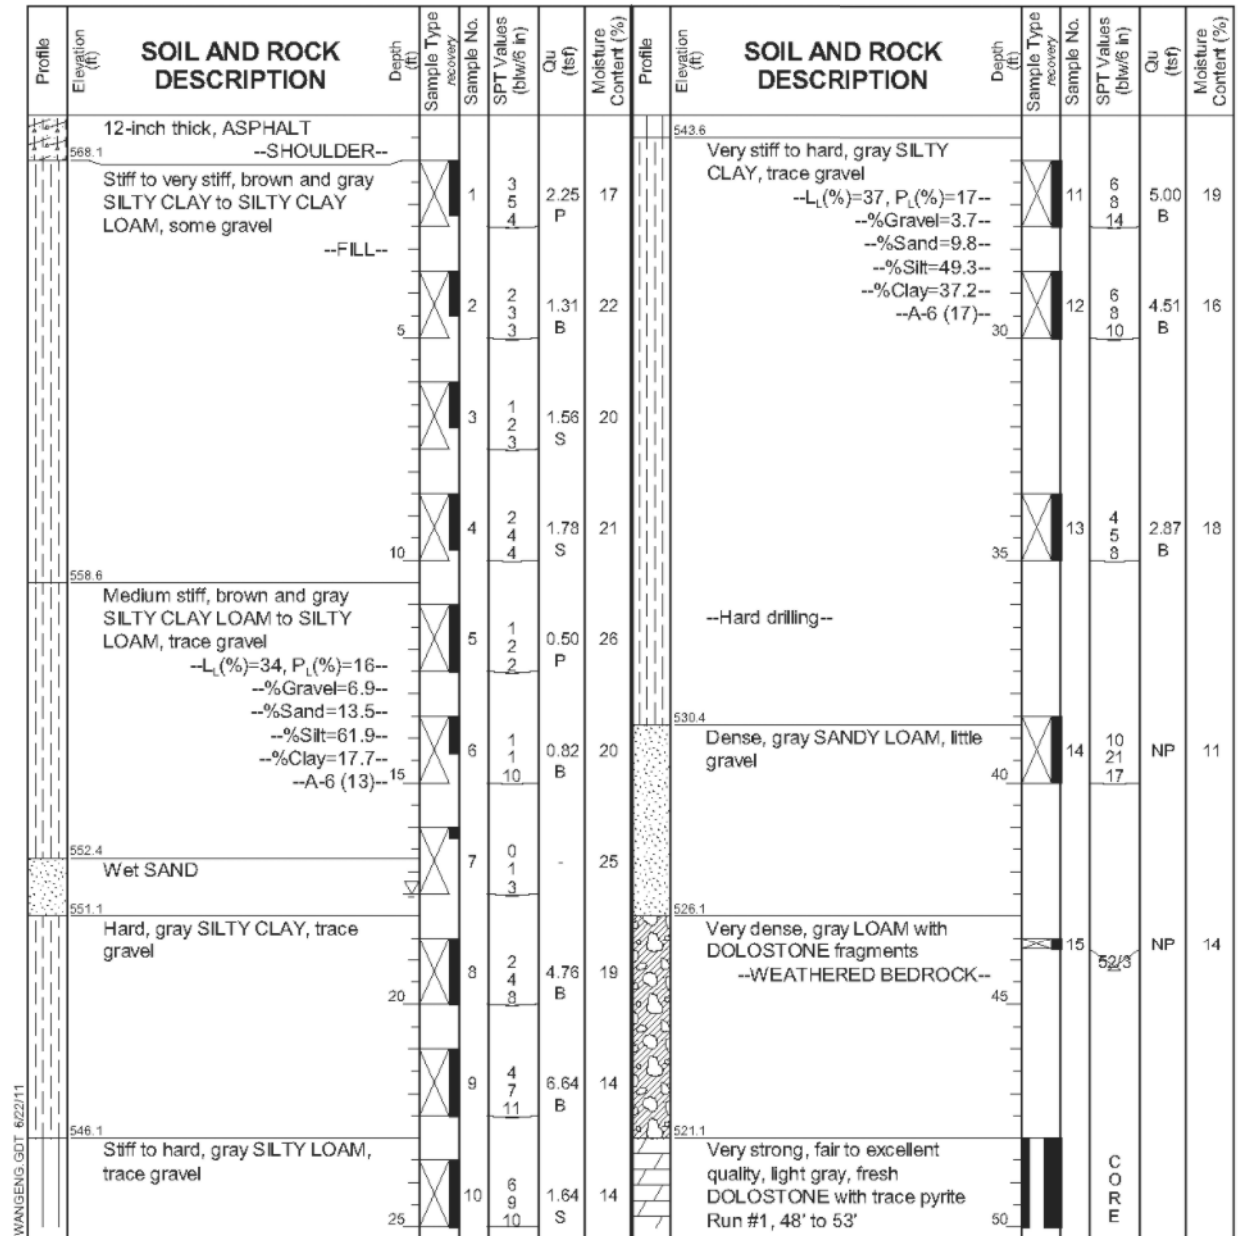 Profile
Elevation (ft)
SOIL AND ROCK
DESCRIPTION
Depth (ft)
Sample Type
recovery
Sample No.
SPT Values (blw/6 in)
Qu (tsf)
Moisture Content (%)
12-inch thick, ASPHALT
--SHOULDER--
568.1
Stiff to very stiff, brown and gray
SILTY CLAY to SILTY CLAY
LOAM, some gravel
--FILL--
1 3 5 4 2.25 P 17
2 2 3 3 1.31 B 22
5
3 1 2 3 1.56 S 20
4 2 4 4 1.78 S 21
10
558.6
Medium stiff, brown and gray
SILTY CLAY LOAM to SILTY
LOAM, trace gravel
--LL(%)=34, PL(%)=16--
--%Gravel=6.9--
--%Sand=13.5--
--%Silt=61.9--
--%Clay=17.7--
--A-6 (13)--
5 1 2 2 0.50 P 26
6 1 1 10 0.82 B 20
15
552.4
Wet SAND
7 0 1 3 - 25
551.1
Hard, gray SILTY CLAY, trace
gravel
8 2 4 8 4.76 B 19
20
9 4 7 11 6.64 B 14
546.1
Stiff to hard, gray SILTY LOAM,
trace gravel
10 6 9 10 1.64 S 14
25
WANGENG.GDT 6/22/11
Profile
Elevation (ft)
SOIL AND ROCK
DESCRIPTION
Depth (ft)
Sample Type
recovery
Sample No.
SPT Values (blw/6 in)
Qu (tsf)
Moisture Content (%)
543.6
Very stiff to hard, gray SILTY
CLAY, trace gravel
--LL(%)=37, PL(%)=17--
--%Gravel=3.7--
--%Sand=9.8--
--%Silt=49.3--
--%Clay=37.2--
--A-6 (17)--
11 6 8 14 5.00 B 19
12 6 8 10 4.51 B 16
30
13 4 5 8 2.87 B 18
35
--Hard drilling--
530.4
Dense, gray SANDY LOAM, little
gravel
14 10 21 17 NP 11
40
526.1
Very dense, gray LOAM with
DOLOSTONE fragments
--WEATHERED BEDROCK--
15 52/3 NP 14
45
521.1
Very strong, fair to excellent
quality, light gray, fresh
DOLOSTONE with trace pyrite
Run #1, 48' to 53'
50
CORE